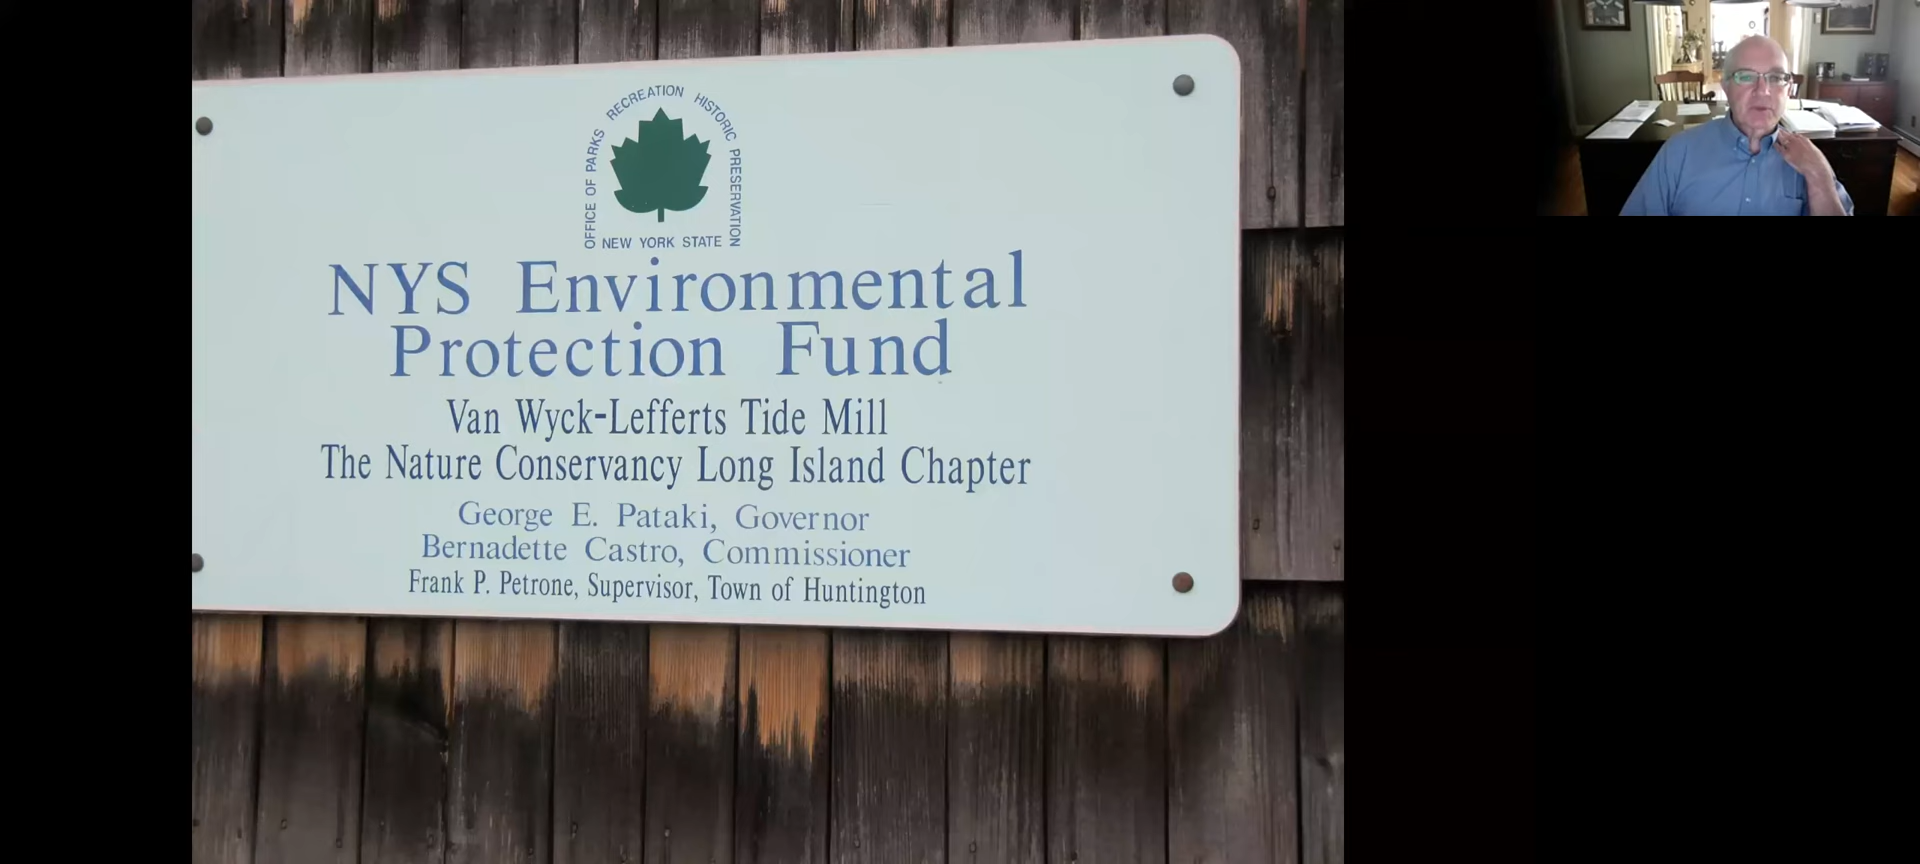 OFFICE OF PARKS RECREATION HISTORIC PRESERVATION
NEW YORK STATE
NYS Environmental
Protection Fund
Van Wyck-Lefferts Tide Mill
The Nature Conservancy Long Island Chapter
George E. Pataki, Governor
Bernadette Castro, Commissioner
Frank P. Petrone, Supervisor, Town of Huntington